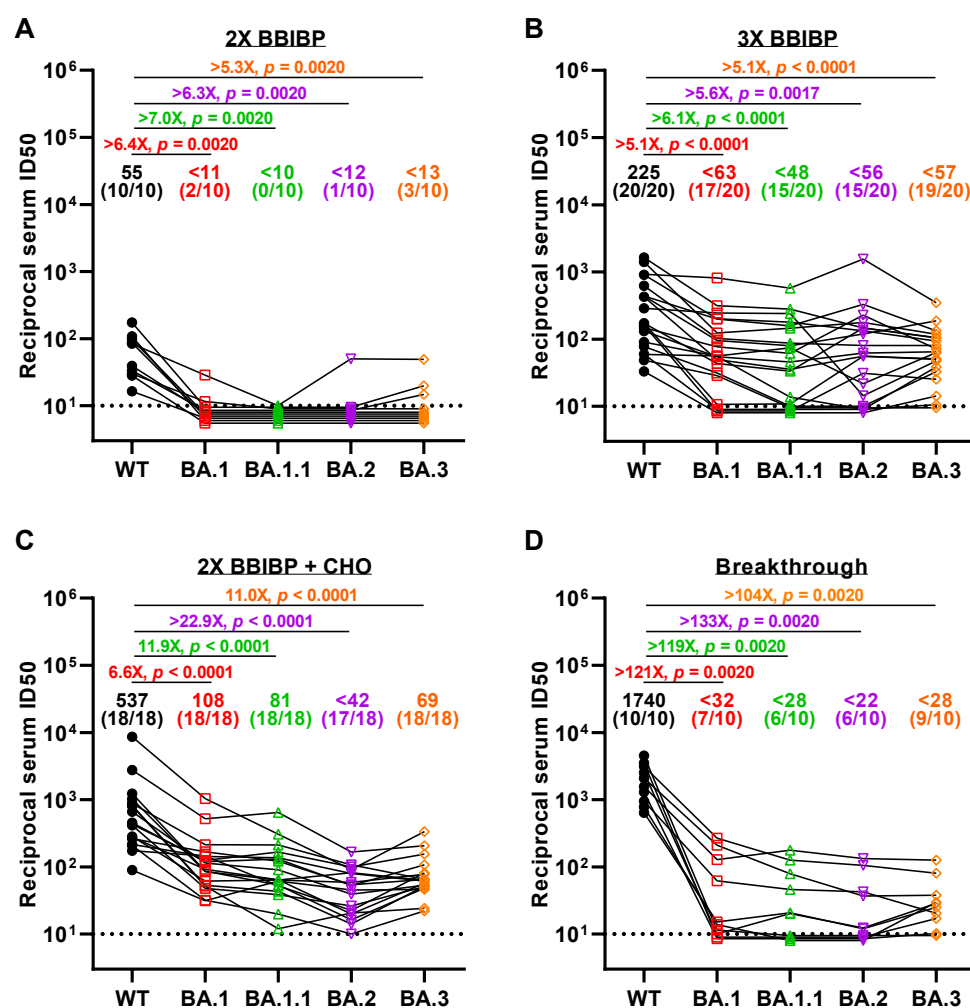 A
2X BBIBP
>5.3X, p = 0.0020
>6.3X, p = 0.0020
>7.0X, p = 0.0020
>6.4X, p = 0.0020
55 <11 <10 <12 <13
(10/10) (2/10) (0/10) (1/10) (3/10)
Reciprocal serum ID50
10⁶
10⁵
10⁴
10³
10²
10¹
WT BA.1 BA.1.1 BA.2 BA.3
B
3X BBIBP
>5.1X, p < 0.0001
>5.6X, p = 0.0017
>6.1X, p < 0.0001
>5.1X, p < 0.0001
225 <63 <48 <56 <57
(20/20) (17/20) (15/20) (15/20) (19/20)
Reciprocal serum ID50
10⁶
10⁵
10⁴
10³
10²
10¹
WT BA.1 BA.1.1 BA.2 BA.3
C
2X BBIBP + CHO
11.0X, p < 0.0001
>22.9X, p < 0.0001
11.9X, p < 0.0001
6.6X, p < 0.0001
537 108 81 <42 69
(18/18) (18/18) (18/18) (17/18) (18/18)
Reciprocal serum ID50
10⁶
10⁵
10⁴
10³
10²
10¹
WT BA.1 BA.1.1 BA.2 BA.3
D
Breakthrough
>104X, p = 0.0020
>133X, p = 0.0020
>119X, p = 0.0020
>121X, p = 0.0020
1740 <32 <28 <22 <28
(10/10) (7/10) (6/10) (6/10) (9/10)
Reciprocal serum ID50
10⁶
10⁵
10⁴
10³
10²
10¹
WT BA.1 BA.1.1 BA.2 BA.3